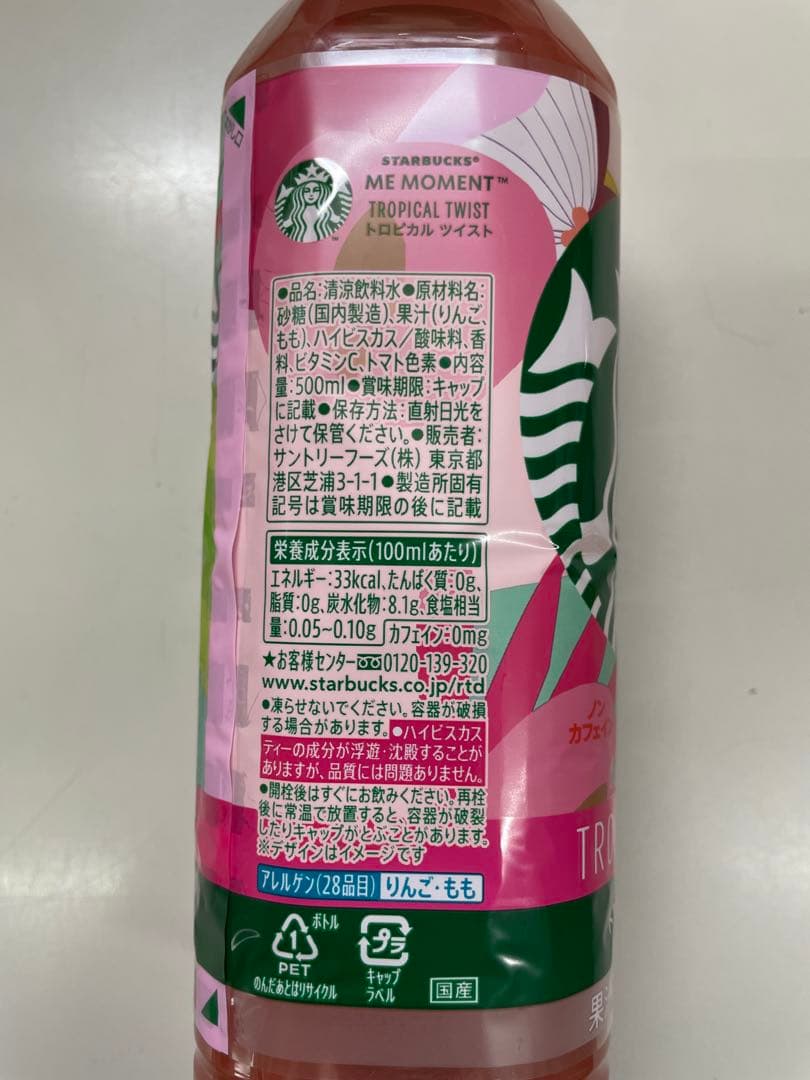 STARBUCKS®
ME MOMENT™
TROPICAL TWIST
トロピカル ツイスト
●品名:清涼飲料水●原材料名:
砂糖(国内製造)、果汁(りんご、
もも)、ハイビスカス/酸味料、香
料、ビタミンC、トマト色素●内容
量:500ml●賞味期限:キャップ
に記載●保存方法:直射日光を
さけて保管ください。●販売者:
サントリーフーズ(株) 東京都
港区芝浦3-1-1●製造所固有
記号は賞味期限の後に記載
栄養成分表示(100mlあたり)
エネルギー:33kcal、たんぱく質:0g、
脂質:0g、炭水化物:8.1g、食塩相当
量:0.05~0.10g カフェイン:0mg
★お客様センター0120-139-320
www.starbucks.co.jp/rtd
●凍らせないでください。容器が破損
する場合があります。●ハイビスカス
ティーの成分が浮遊・沈殿することが
ありますが、品質には問題ありません。
●開栓後はすぐにお飲みください。再栓
後に常温で放置すると、容器が破裂
したりキャップがとぶことがあります。
※デザインはイメージです
アレルゲン(28品目) りんご・もも
ノン
カフェイン
TRO
1
ボトル
PET
のんだあとはリサイクル
プラ
キャップ
ラベル
国産
果汁